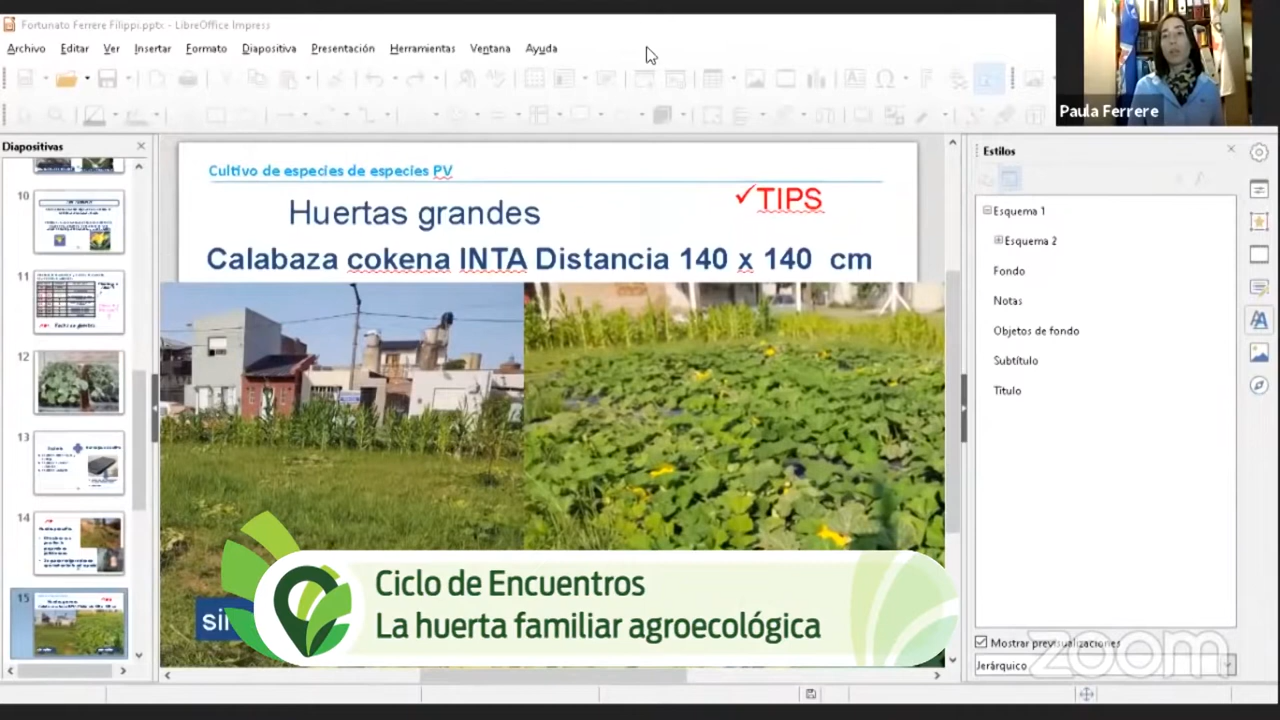 Fortunato Ferrere Filippi.pptx - LibreOffice Impress
Archivo Editar Ver Insertar Formato Diapositiva Presentación Herramientas Ventana Ayuda
Paula Ferrere
Diapositivas
10
11
12
13
14
15
Cultivo de especies de especies PV
✓TIPS
Huertas grandes
Calabaza cokena INTA Distancia 140 x 140 cm
sin
Ciclo de Encuentros
La huerta familiar agroecológica
Estilos
Esquema 1
Esquema 2
Fondo
Notas
Objetos de fondo
Subtítulo
Título
Mostrar previsualizaciones
Jerárquico
zoom